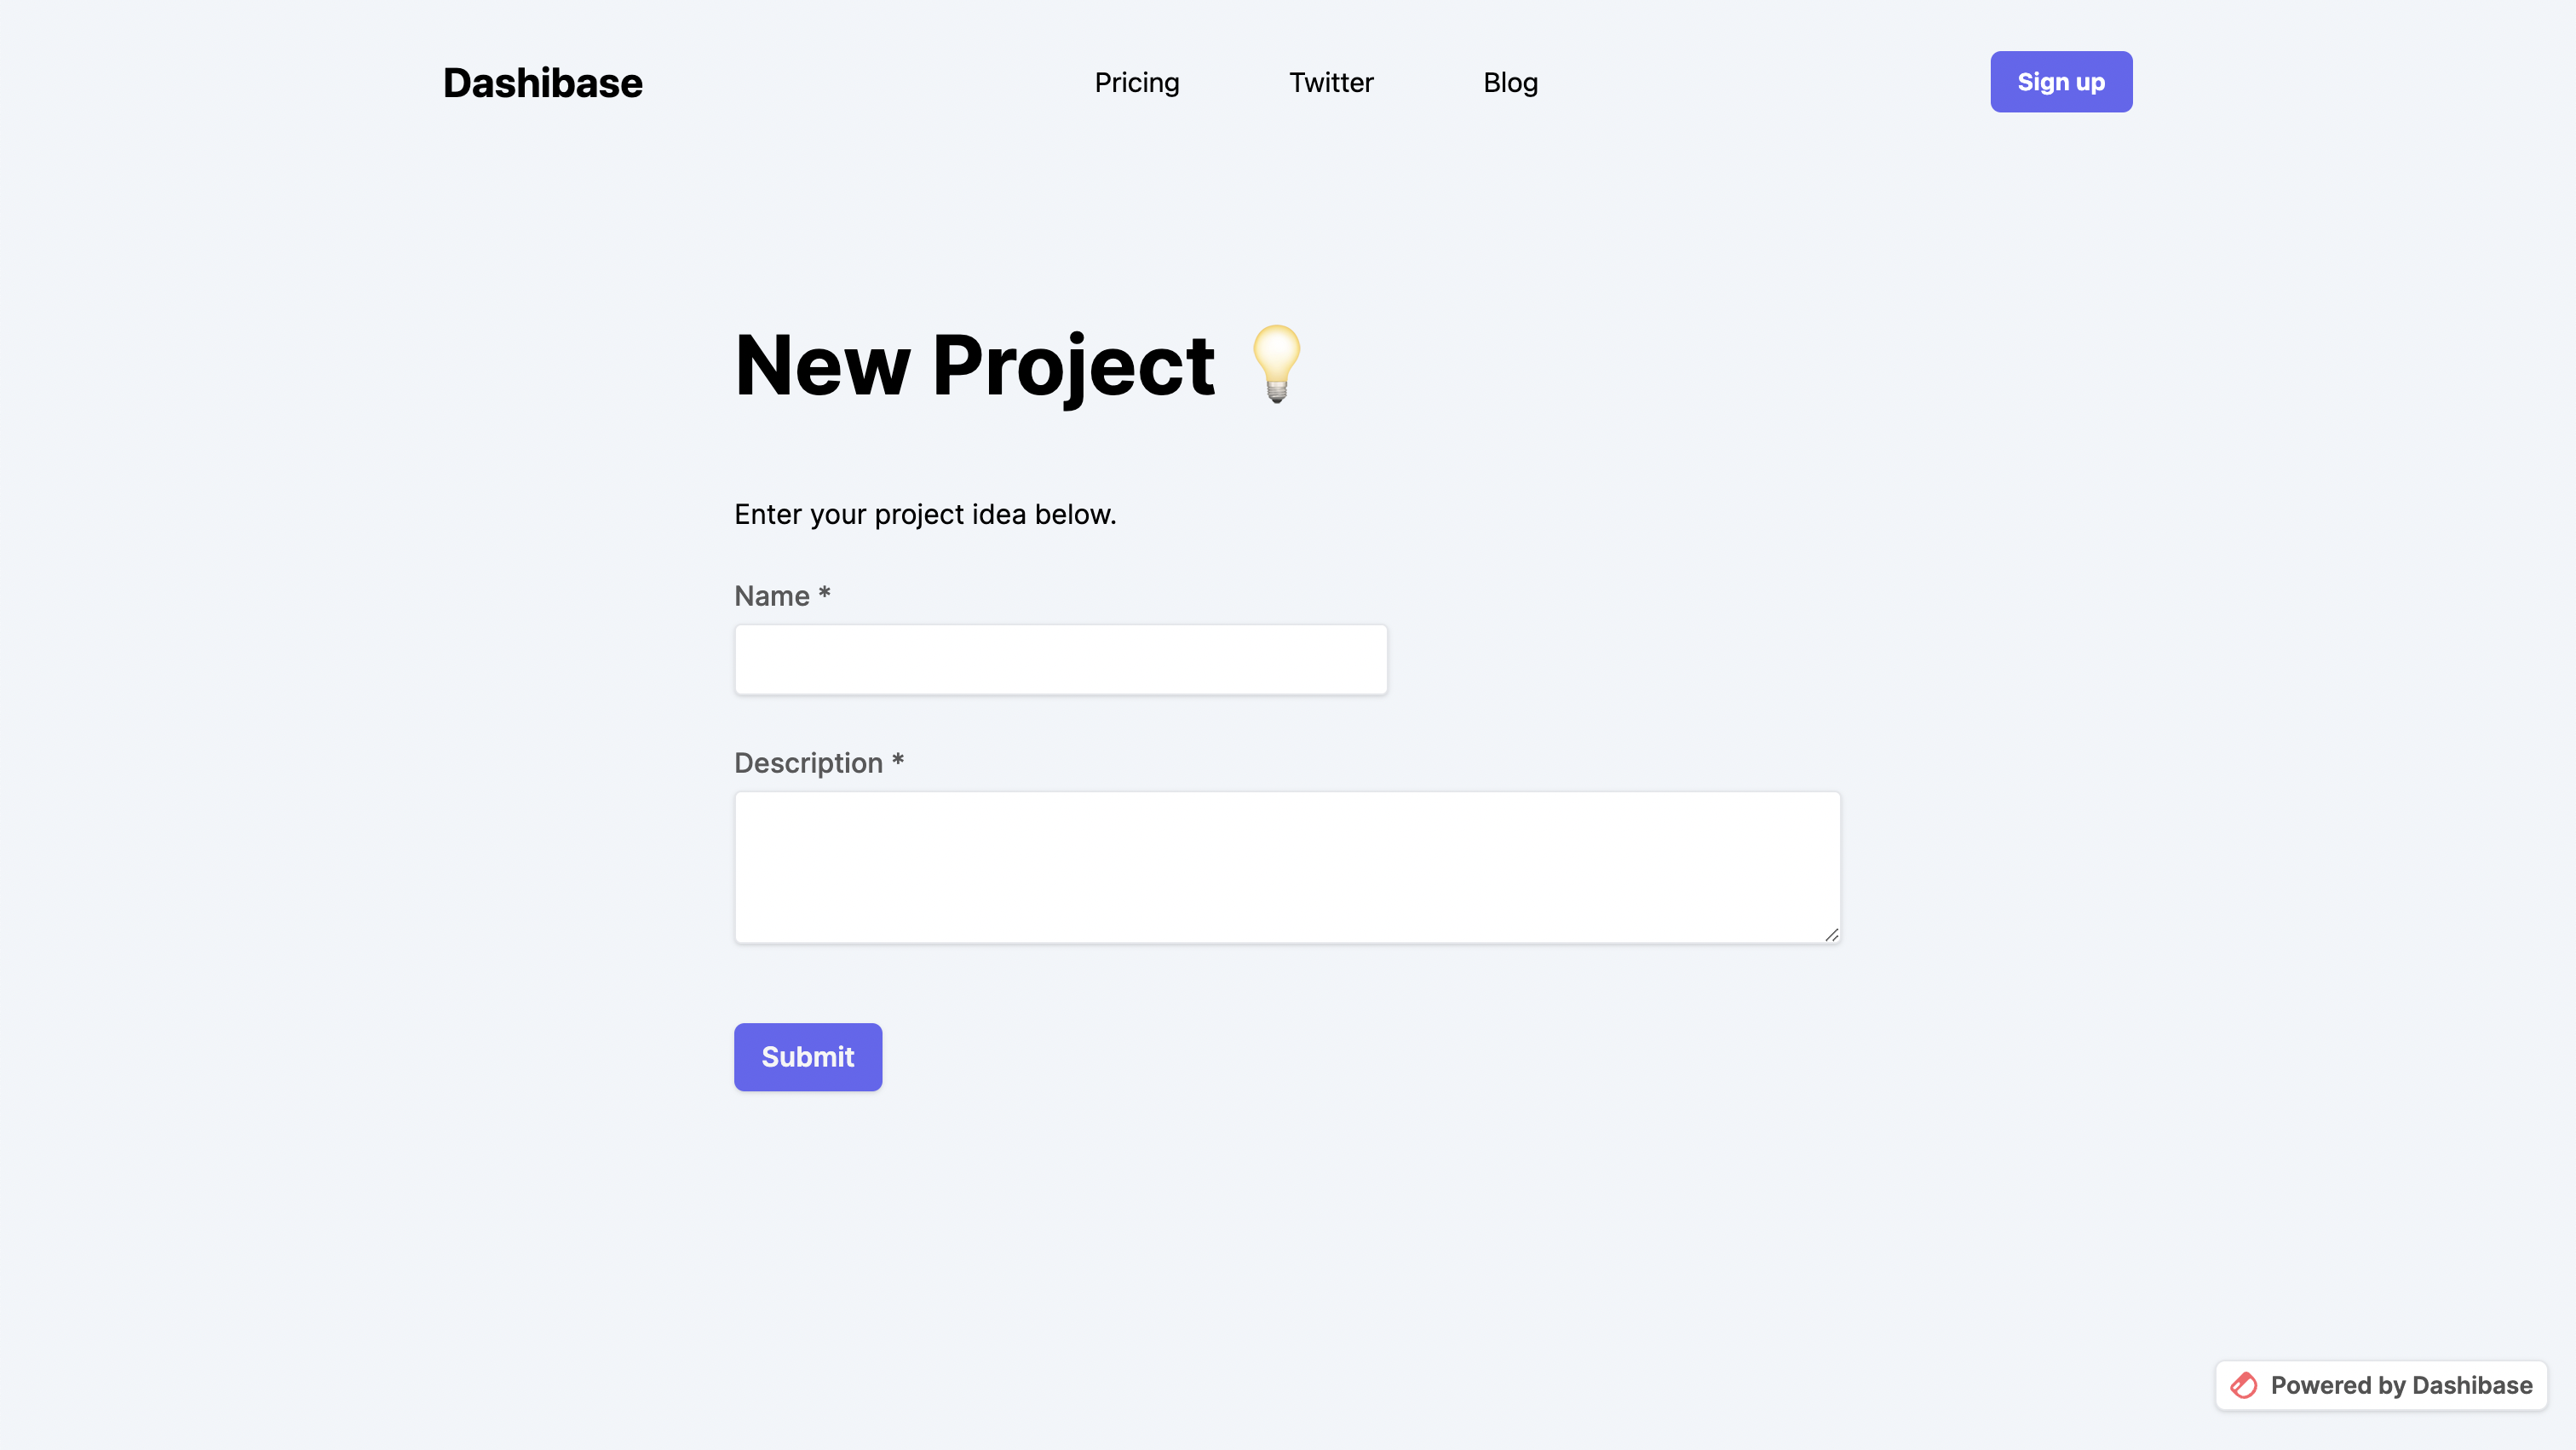 Dashibase
Pricing
Twitter
Blog
Sign up
New Project 💡
Enter your project idea below.
Name *
Description *
Submit
Powered by Dashibase